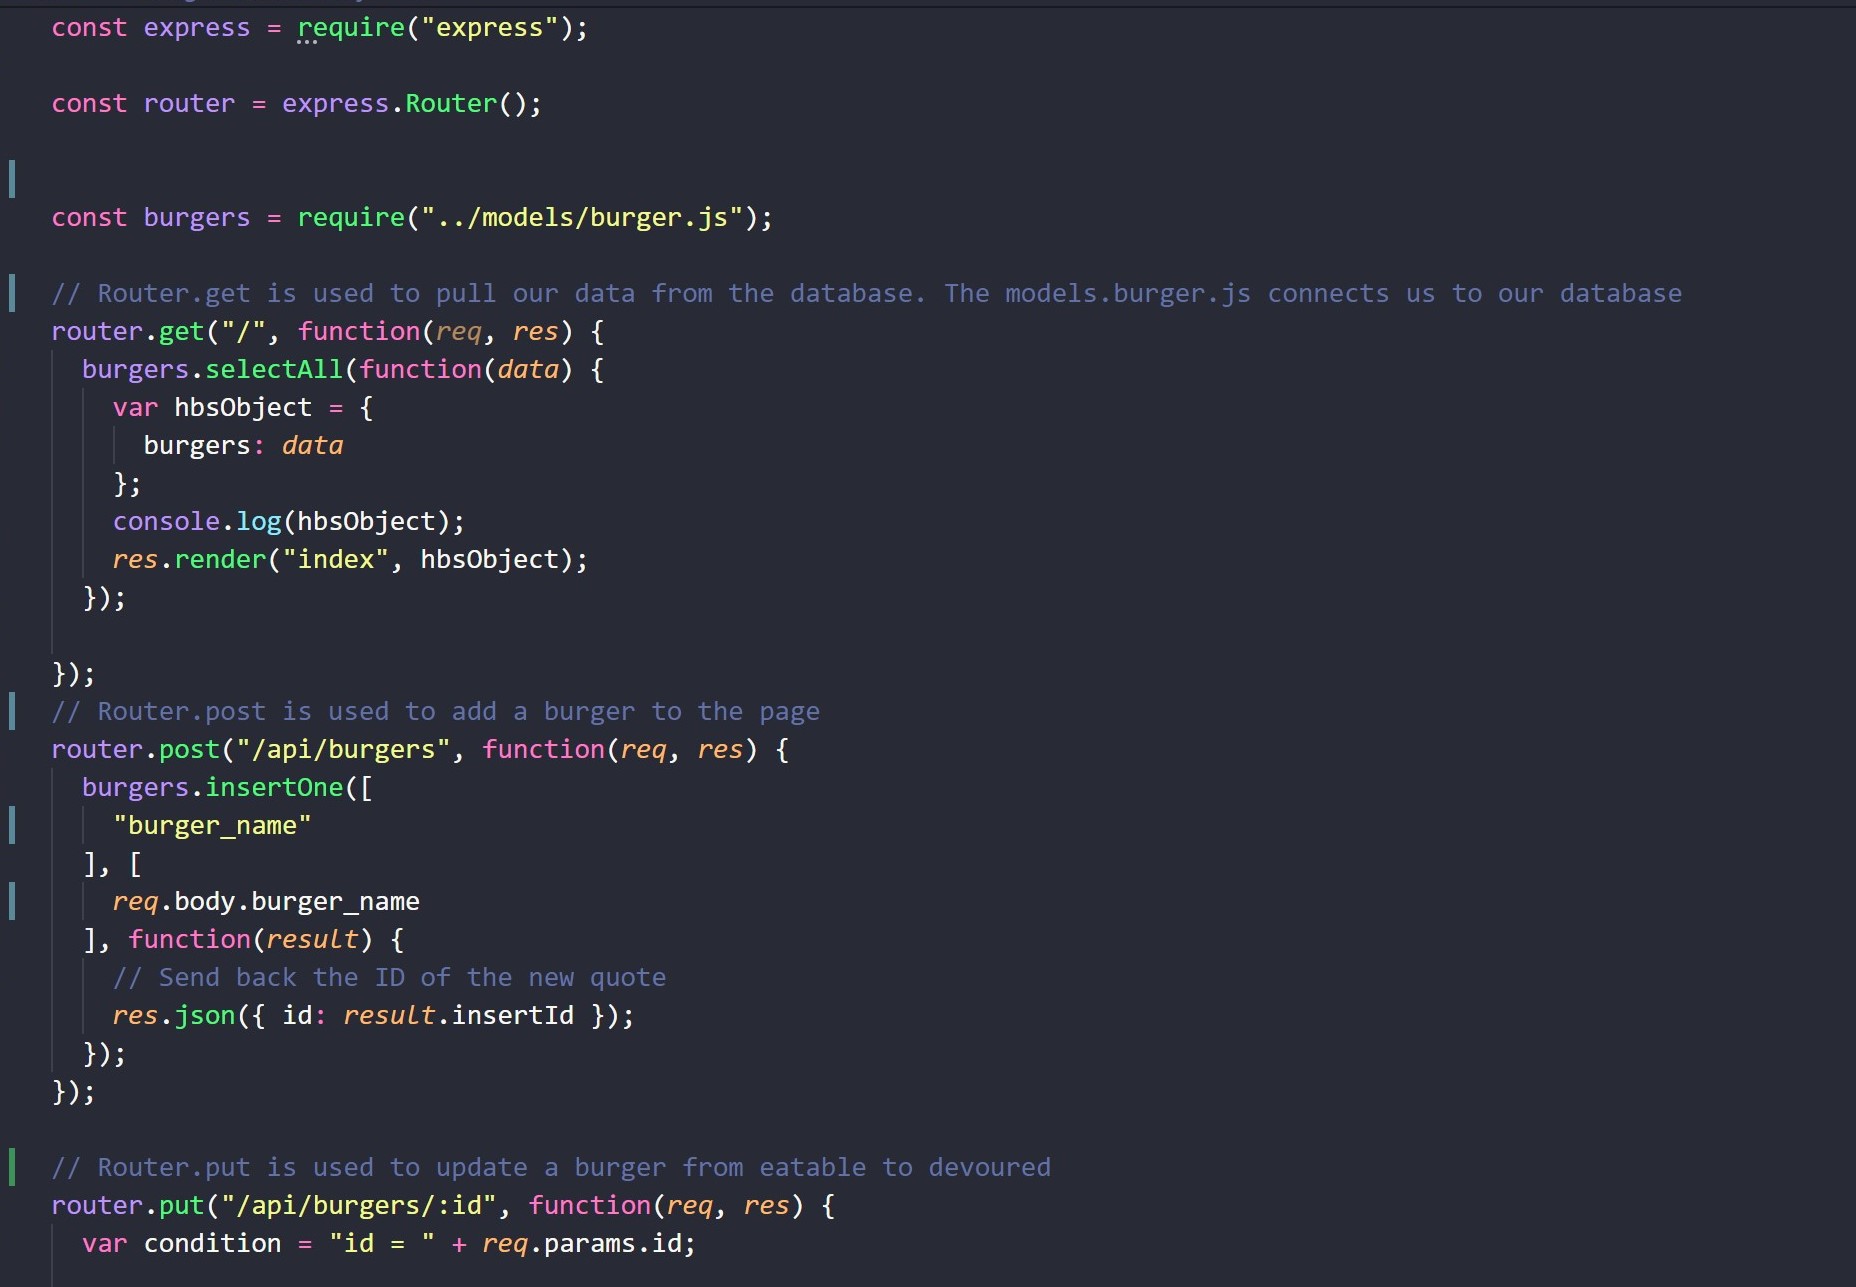 const express = require("express");
const router = express.Router();
const burgers = require("../models/burger.js");
// Router.get is used to pull our data from the database. The models.burger.js connects us to our database
router.get("/", function(req, res) {
  burgers.selectAll(function(data) {
    var hbsObject = {
      burgers: data
    };
    console.log(hbsObject);
    res.render("index", hbsObject);
  });
});
// Router.post is used to add a burger to the page
router.post("/api/burgers", function(req, res) {
  burgers.insertOne([
    "burger_name"
  ], [
    req.body.burger_name
  ], function(result) {
    // Send back the ID of the new quote
    res.json({ id: result.insertId });
  });
});
// Router.put is used to update a burger from eatable to devoured
router.put("/api/burgers/:id", function(req, res) {
  var condition = "id = " + req.params.id;